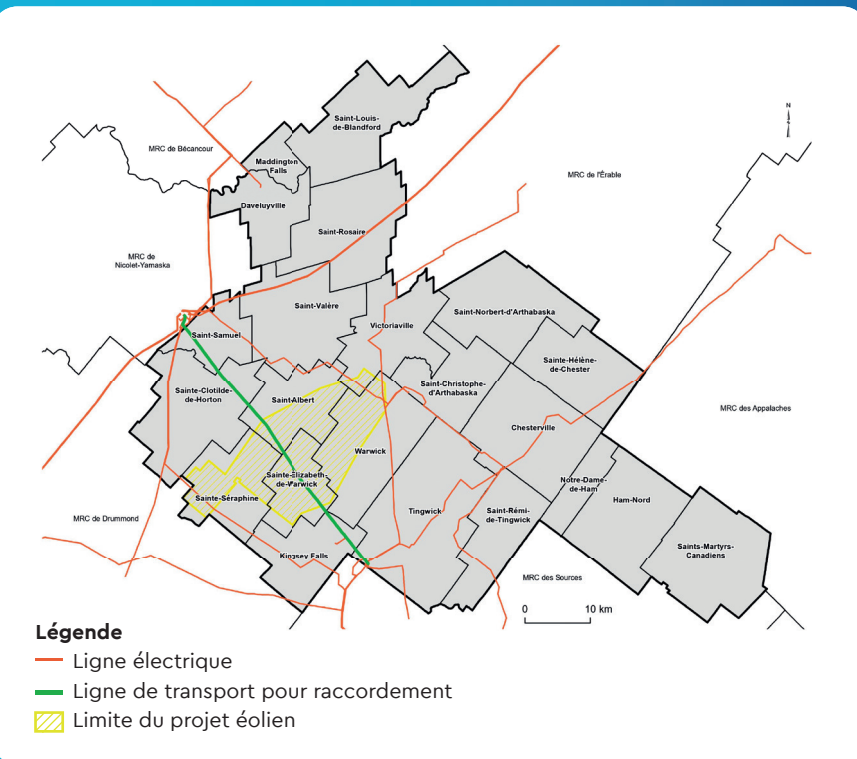 N
Saint-Louis-
de-Blandford
MRC de Bécancour
Maddington
Falls
MRC de l'Érable
Daveluyville
Saint-Rosaire
MRC de
Nicolet-Yamaska
Saint-Valère
Saint-Norbert-d'Arthabaska
Victoriaville
Saint-Samuel
Sainte-Hélène-
de-Chester
Saint-Christophe-
d'Arthabaska
Sainte-Clotilde-
de-Horton
Saint-Albert
MRC des Appalaches
Chesterville
Warwick
Sainte-Élizabeth-
de-Warwick
Notre-Dame-
de-Ham
Sainte-Séraphine
Ham-Nord
Tingwick
Saint-Rémi-
de-Tingwick
MRC de Drummond
Saints-Martyrs-
Canadiens
Kingsey Falls
MRC des Sources
0 10 km
Légende
Ligne électrique
Ligne de transport pour raccordement
Limite du projet éolien